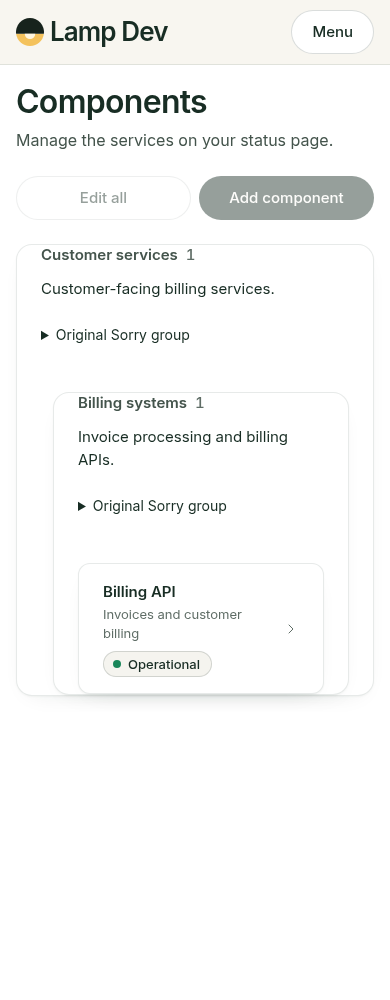 Lamp Dev
Menu
Components
Manage the services on your status page.
Edit all
Add component
Customer services 1
Customer-facing billing services.
Original Sorry group
Billing systems 1
Invoice processing and billing
APIs.
Original Sorry group
Billing API
Invoices and customer
billing
Operational